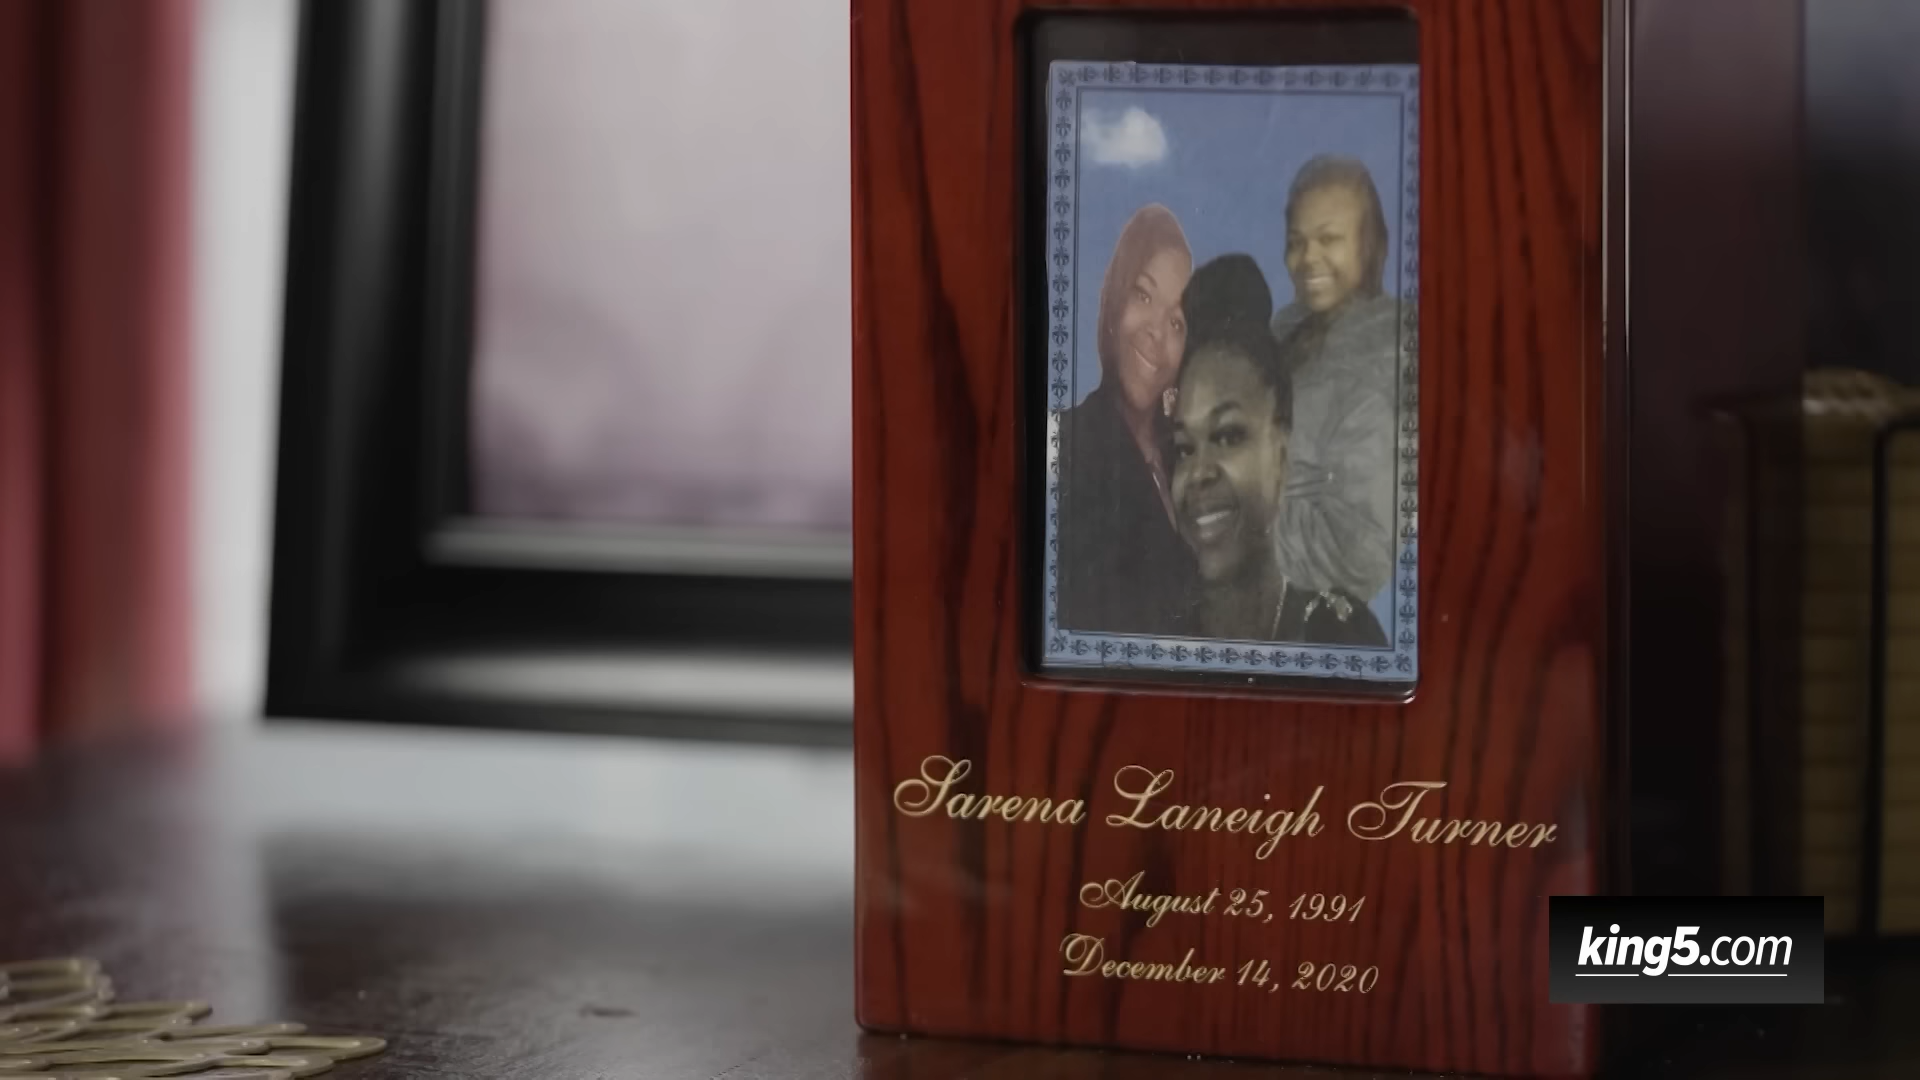 Sarena Laneigh Turner
August 25, 1991
December 14, 2020
king5.com